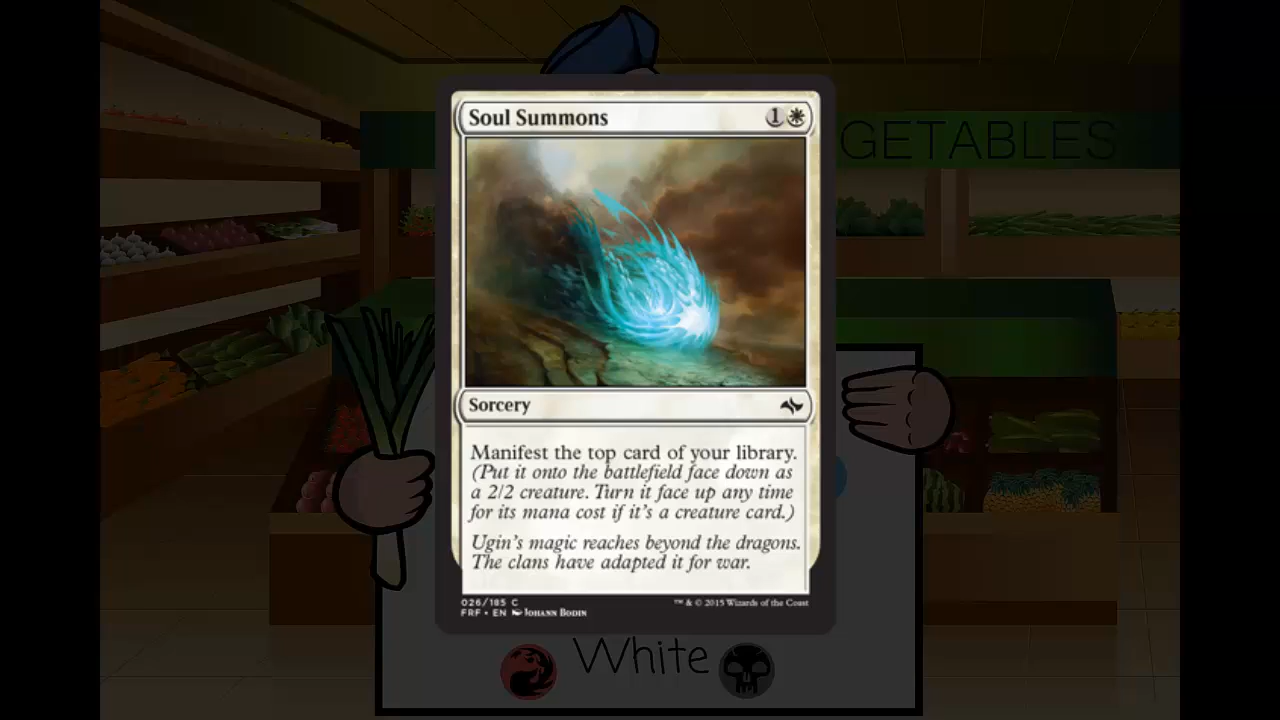 GETABLES
Soul Summons
1
Sorcery
Manifest the top card of your library.
(Put it onto the battlefield face down as
a 2/2 creature. Turn it face up any time
for its mana cost if it's a creature card.)
Ugin's magic reaches beyond the dragons.
The clans have adapted it for war.
026/185 C
FRF • EN Johann Bodin
™ & © 2015 Wizards of the Coast
White